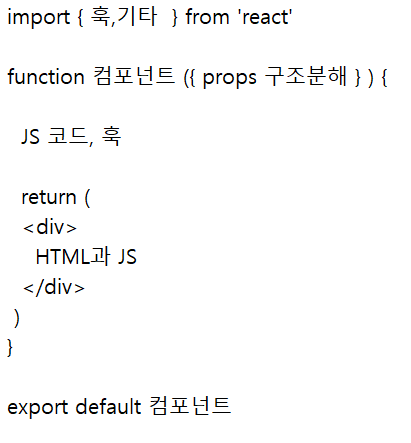 import { 훅,기타  } from 'react'
function 컴포넌트 ({ props 구조분해 } ) {
JS 코드, 훅
return (
<div>
HTML과 JS
</div>
)
}
export default 컴포넌트